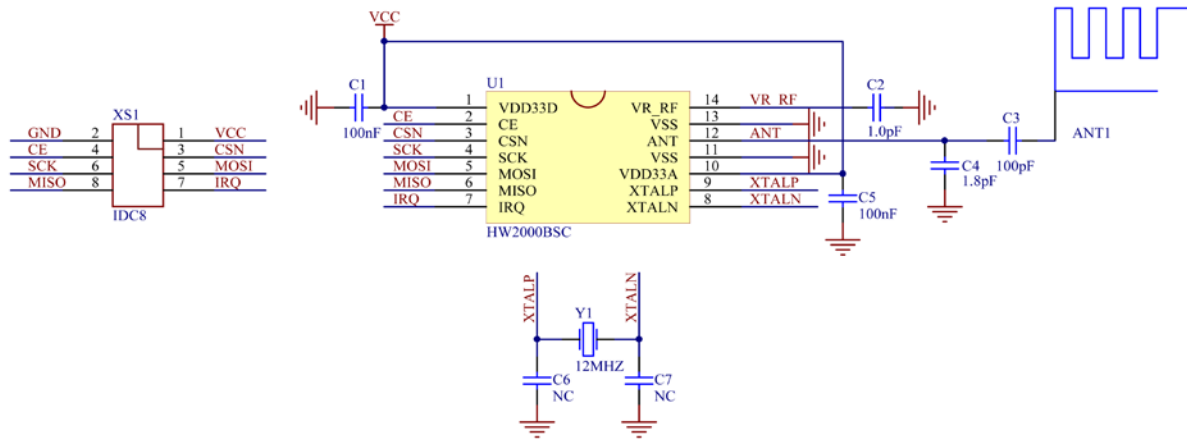 VCC
U1
C1
100nF
1 VDD33D
CE 2 CE
CSN 3 CSN
SCK 4 SCK
MOSI 5 MOSI
MISO 6 MISO
IRQ 7 IRQ
VR_RF 14 VR_RF
VSS 13
ANT 12 ANT
VSS 11
VDD33A 10
XTALP 9 XTALP
XTALN 8 XTALN
HW2000BSC
C2
1.0pF
C3
100pF
ANT1
C4
1.8pF
C5
100nF
XS1
GND 2 1 VCC
CE 4 3 CSN
SCK 6 5 MOSI
MISO 8 7 IRQ
IDC8
XTALP
XTALN
Y1
12MHZ
C6
NC
C7
NC